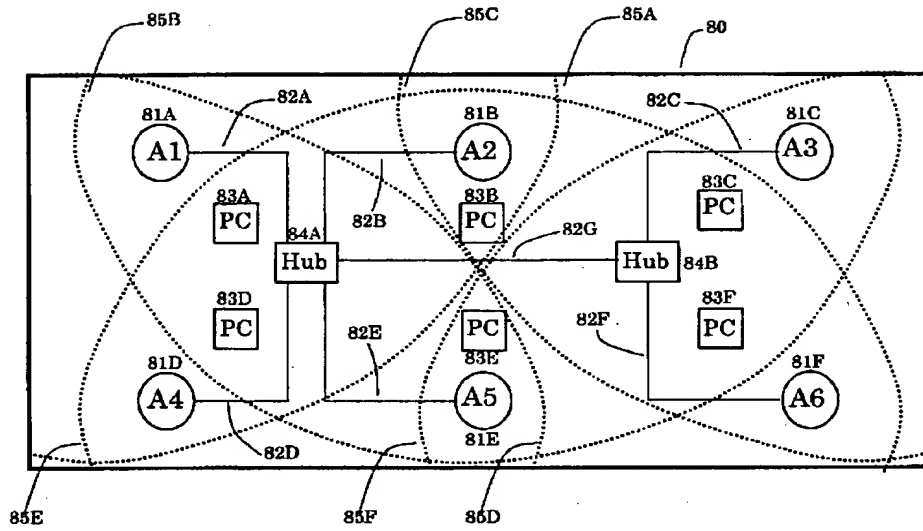 85B 85C 85A 80
82A 82C
81A 81B 81C
A1 A2 A3
83A 83B 83C
PC PC PC
82B
84A 82G
Hub Hub 84B
83D 83F
PC PC PC
82E 83E 82F
81D 81F
A4 A5 A6
82D 81E
85E 85F 85D